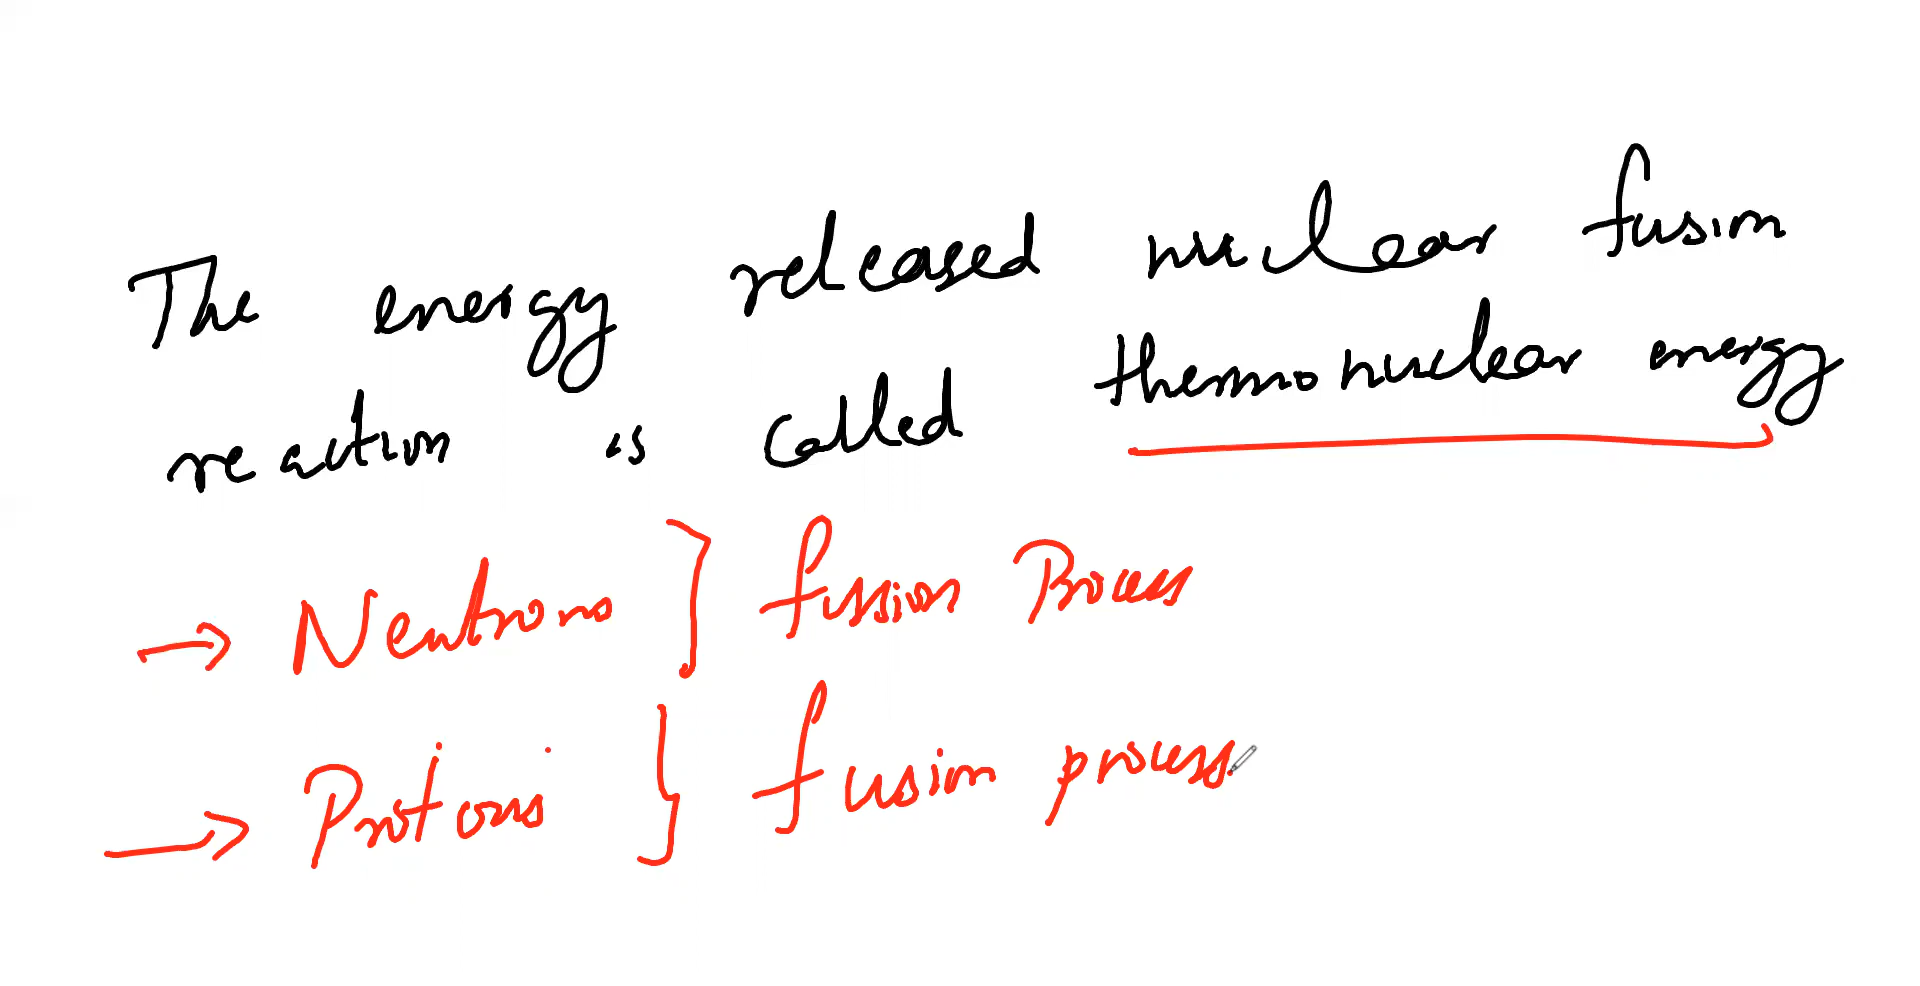 The energy released nuclear fusion
reaction is called thermonuclear energy
→ Neutrons } fission Process
→ Protons } fusion process